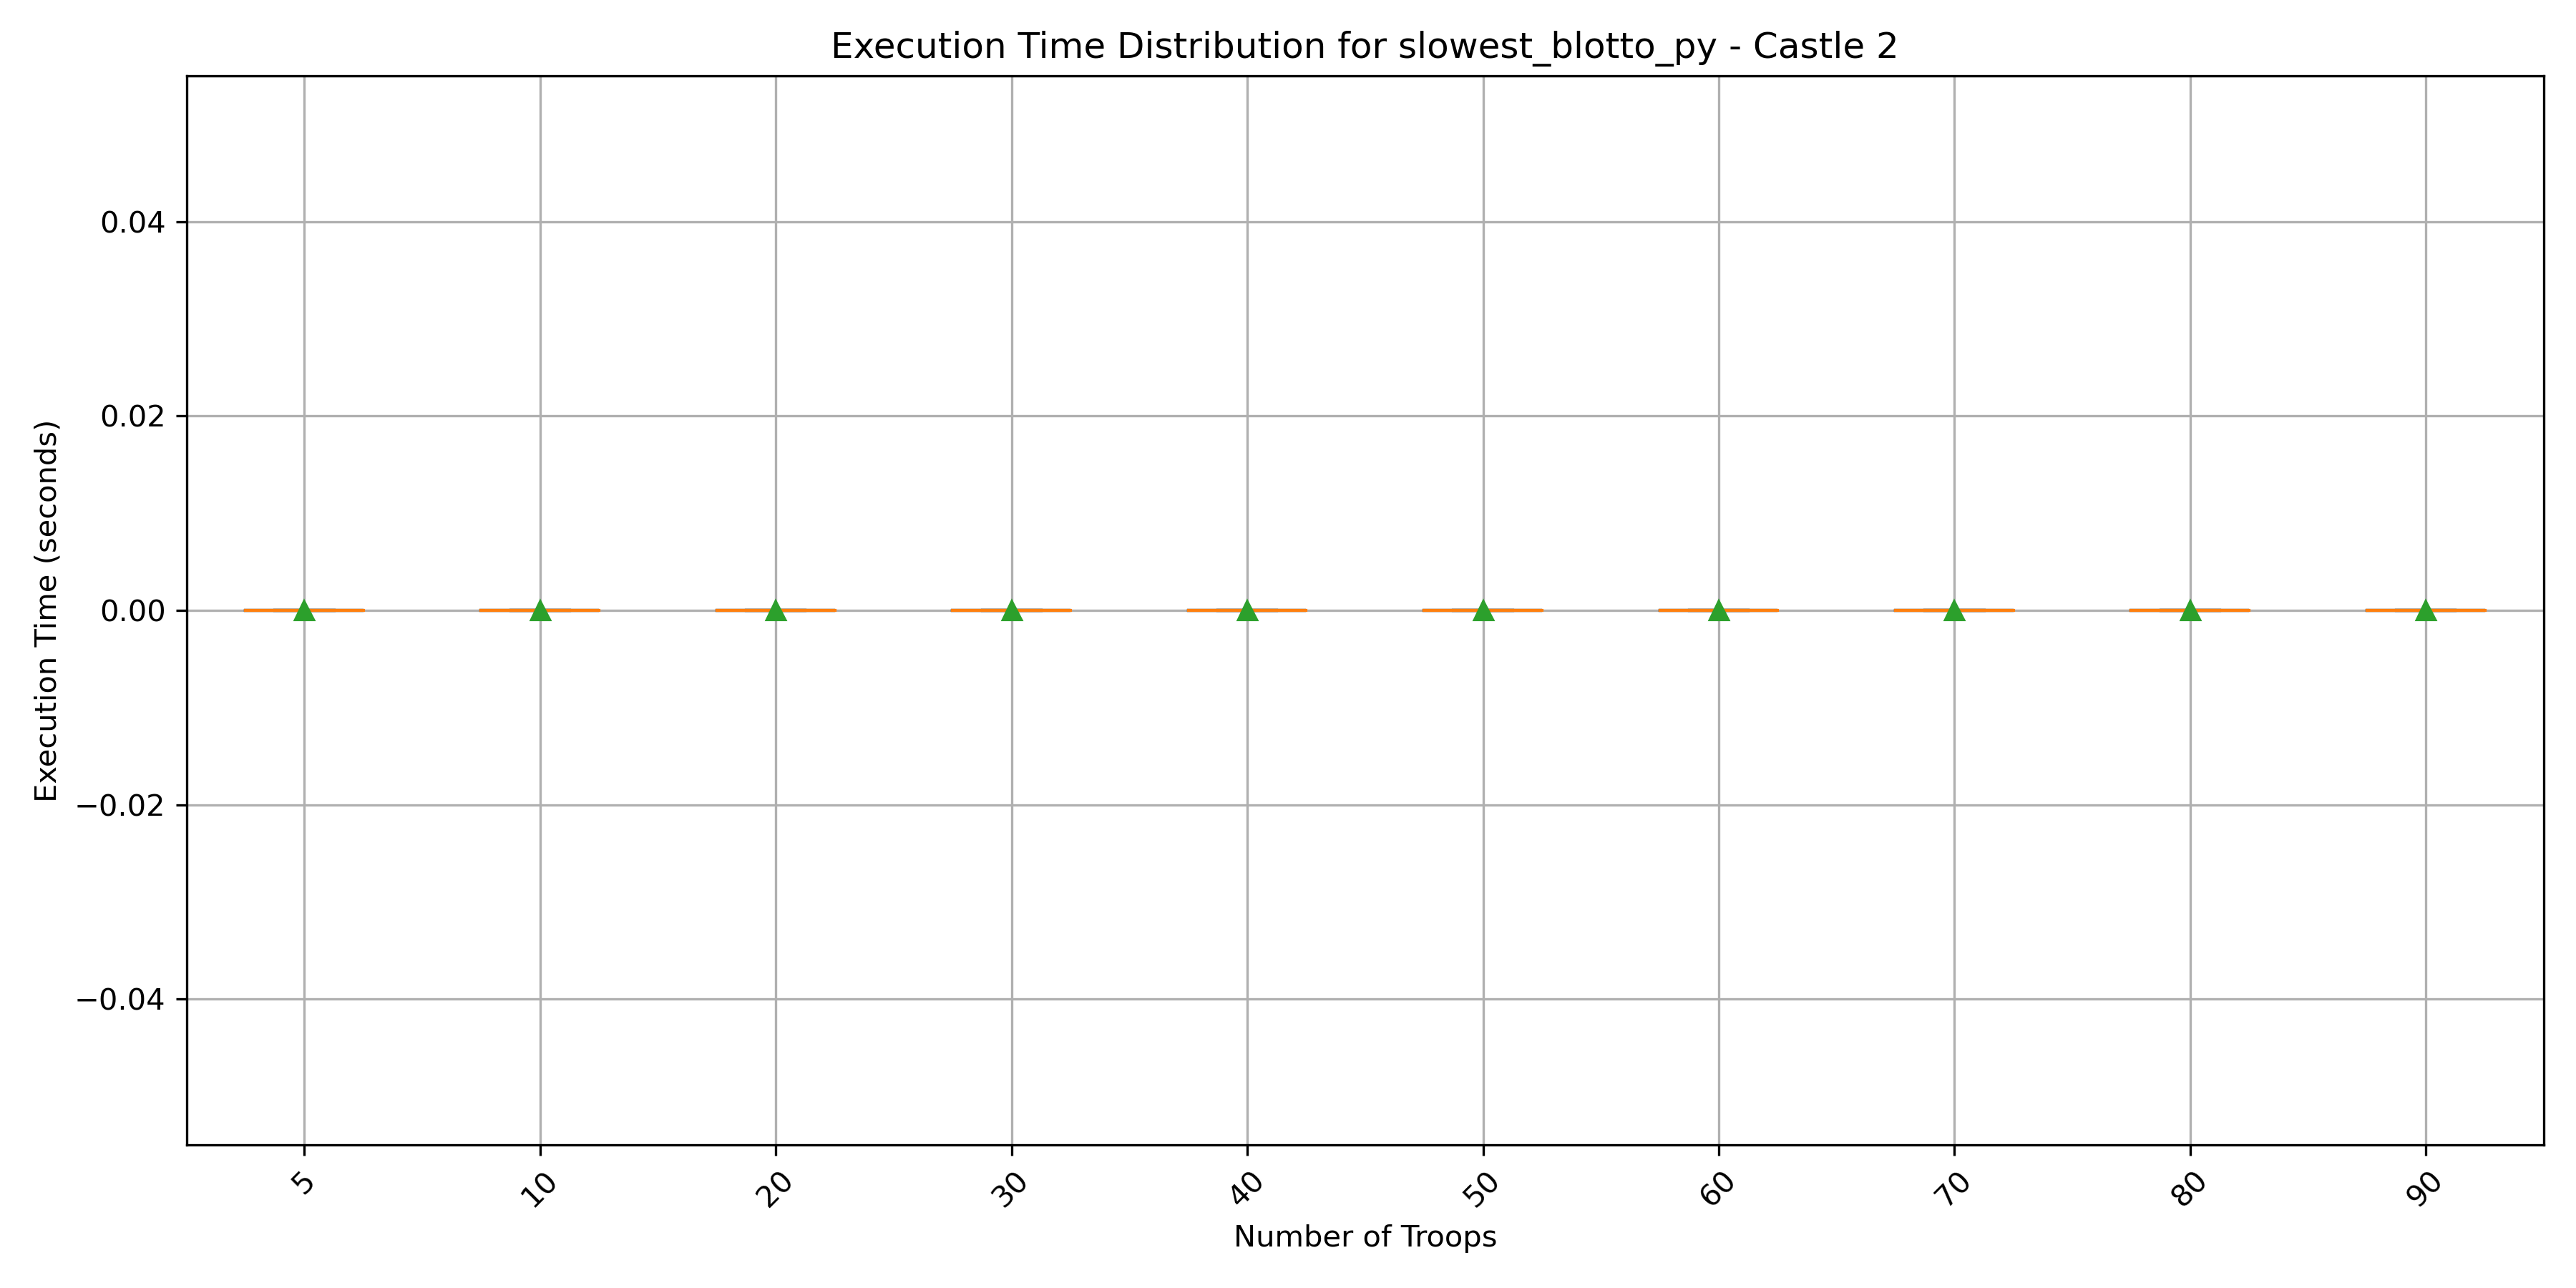 Execution Time Distribution for slowest_blotto_py - Castle 2
Execution Time (seconds)
0.04
0.02
0.00
−0.02
−0.04
5 10 20 30 40 50 60 70 80 90
Number of Troops